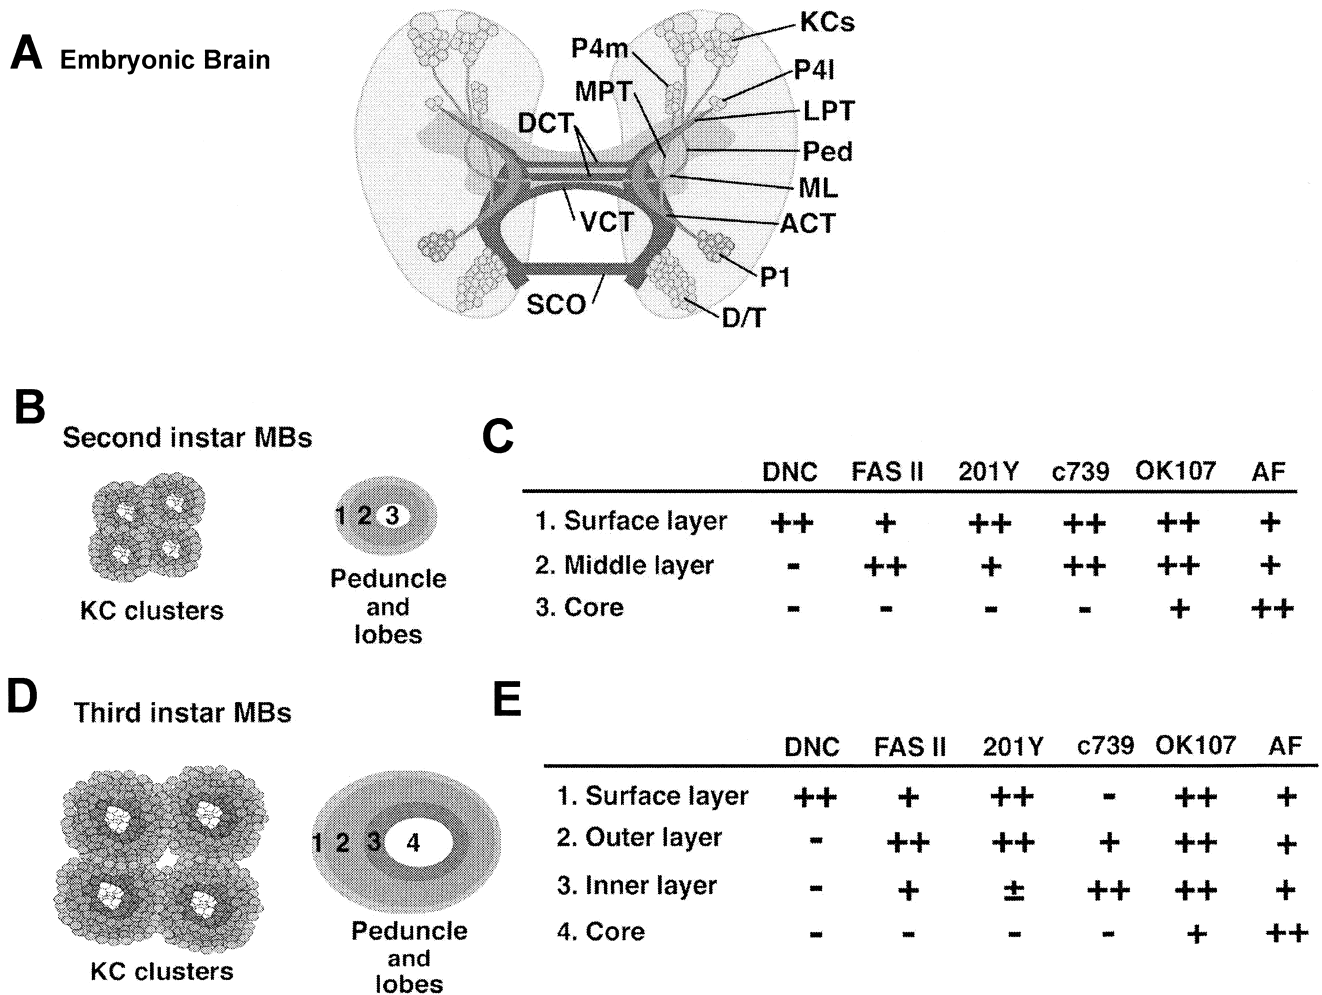 A Embryonic Brain
KCs
P4m
P4l
MPT
LPT
DCT
Ped
ML
VCT
ACT
P1
SCO
D/T
B
Second instar MBs
1 2 3
KC clusters
Peduncle
and
lobes
C
DNC FAS II 201Y c739 OK107 AF
1. Surface layer ++ + ++ ++ ++ +
2. Middle layer - ++ + ++ ++ +
3. Core - - - - + ++
D
Third instar MBs
1 2 3 4
KC clusters
Peduncle
and
lobes
E
DNC FAS II 201Y c739 OK107 AF
1. Surface layer ++ + ++ - ++ +
2. Outer layer - ++ ++ + ++ +
3. Inner layer - + ± ++ ++ +
4. Core - - - - + ++